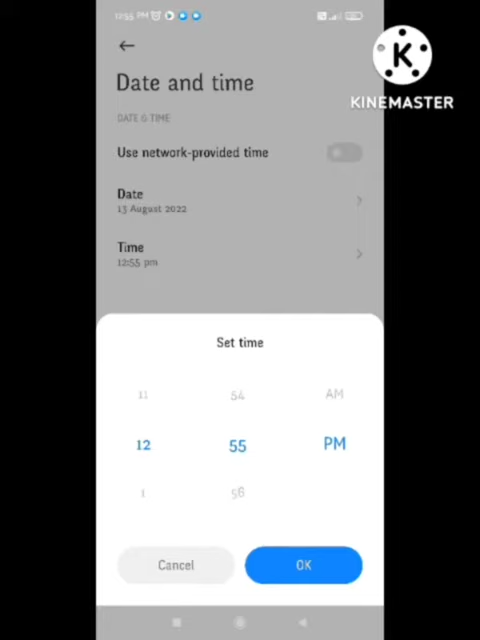 12:55 PM
K
KINEMASTER
Date and time
DATE & TIME
Use network-provided time
Date
13 August 2022
Time
12:55 pm
Set time
11 54 AM
12 55 PM
1 56
Cancel OK